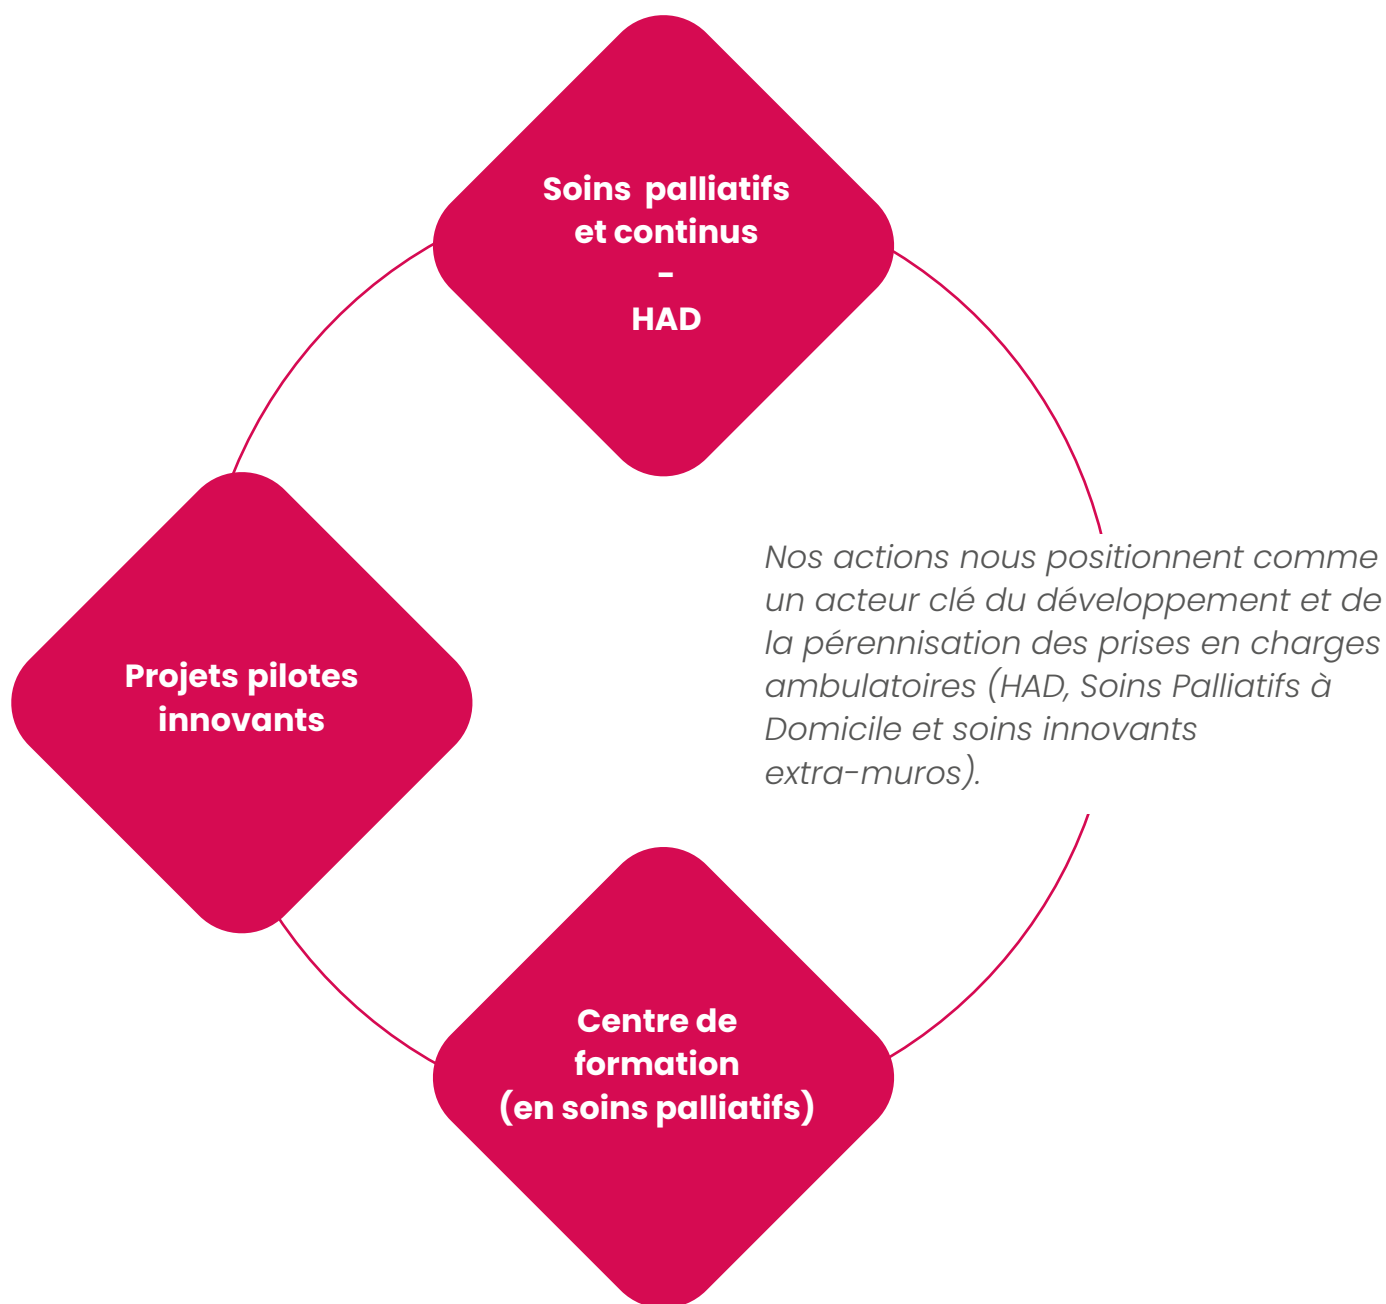 Soins palliatifs
et continus
-
HAD
Projets pilotes
innovants
Nos actions nous positionnent comme
un acteur clé du développement et de
la pérennisation des prises en charges
ambulatoires (HAD, Soins Palliatifs à
Domicile et soins innovants
extra-muros).
Centre de
formation
(en soins palliatifs)